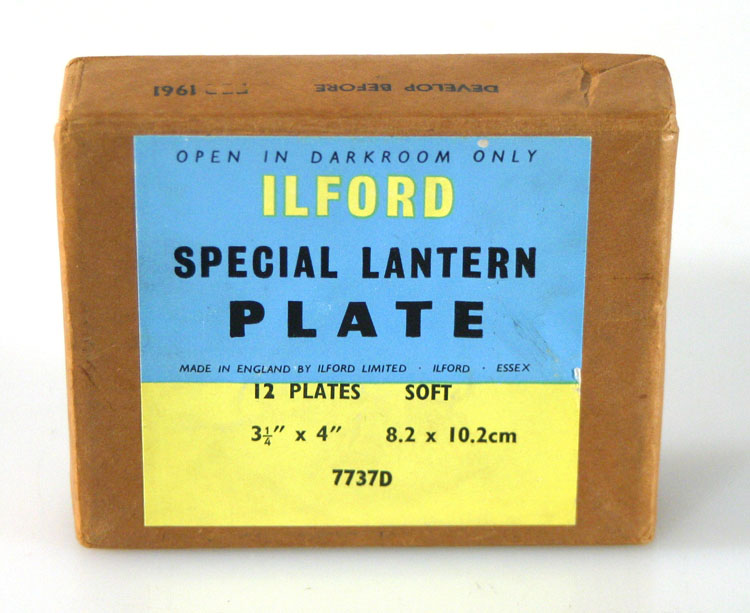 DEVELOP BEFORE 1961
OPEN IN DARKROOM ONLY
ILFORD
SPECIAL LANTERN
PLATE
MADE IN ENGLAND BY ILFORD LIMITED · ILFORD · ESSEX
12 PLATES SOFT
3¼" x 4" 8.2 x 10.2cm
7737D